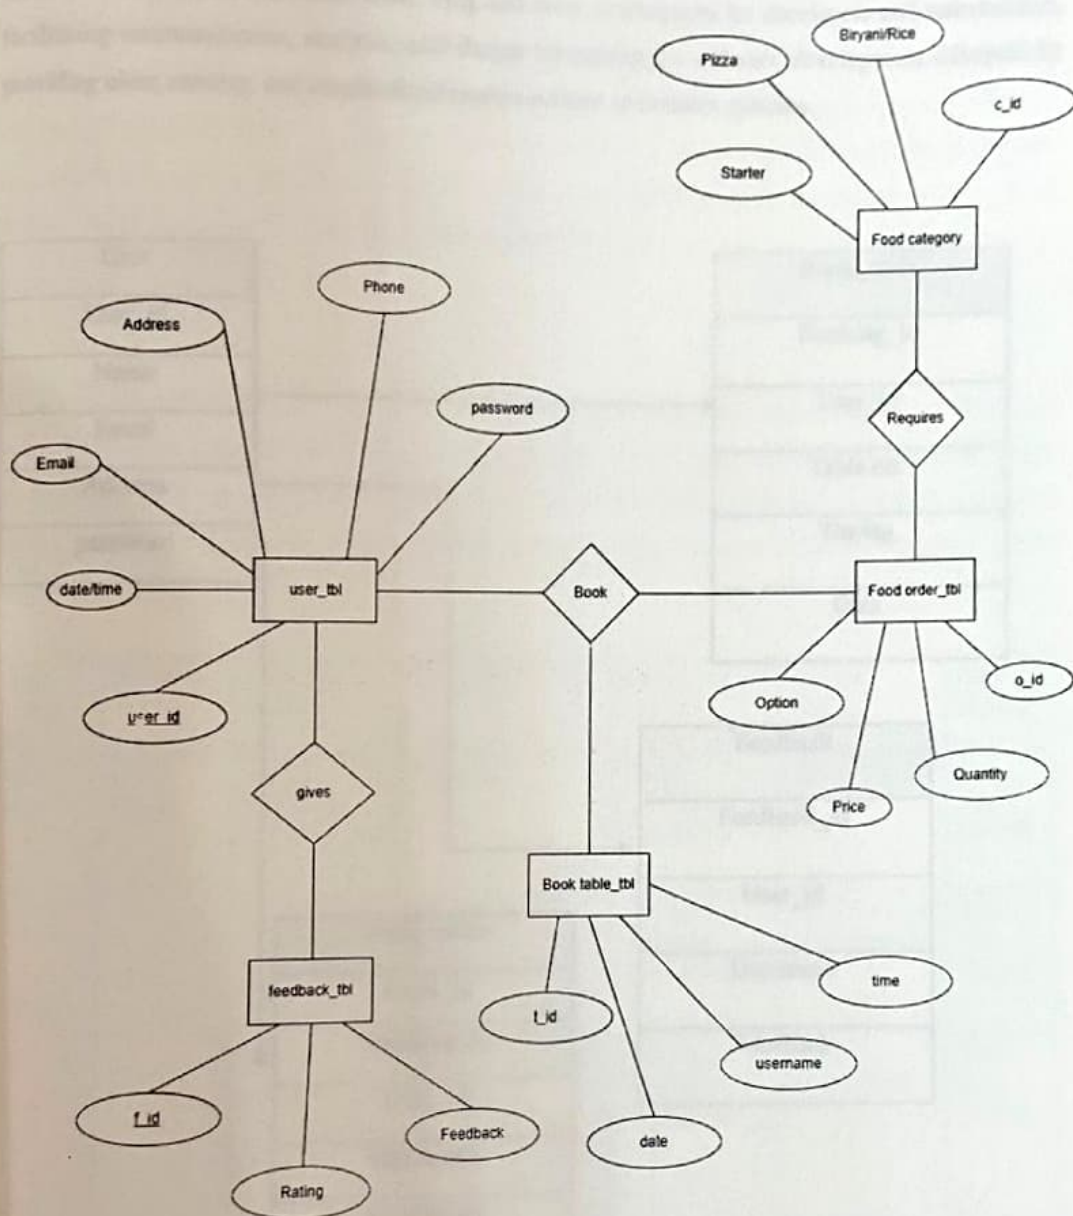 Biryani/Rice
Pizza
c_id
Starter
Food category
Phone
Address
Requires
password
Email
date/time
user_tbl
Book
Food order_tbl
o_id
Option
user_id
Quantity
gives
Price
Book table_tbl
time
feedback_tbl
t_id
username
f_id
Feedback
date
Rating